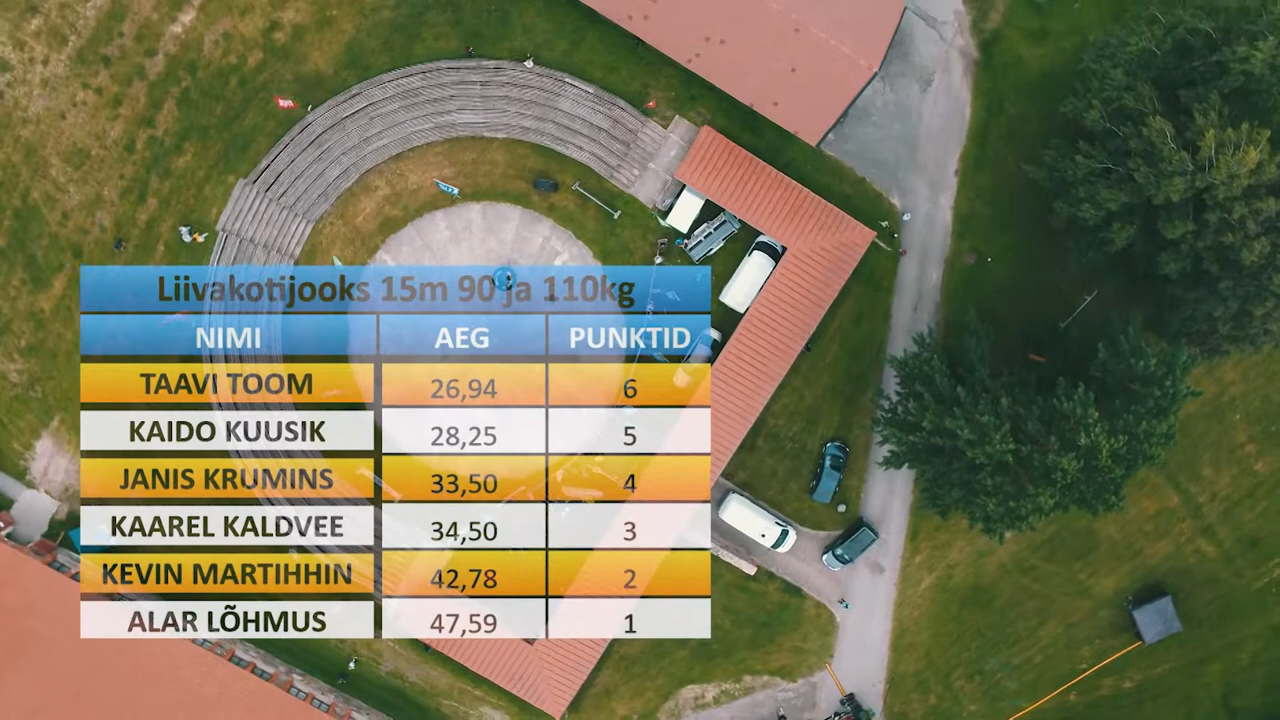 Liivakotijooks 15m 90 ja 110kg
NIMI AEG PUNKTID
TAAVI TOOM 26,94 6
KAIDO KUUSIK 28,25 5
JANIS KRUMINS 33,50 4
KAAREL KALDVEE 34,50 3
KEVIN MARTIHHIN 42,78 2
ALAR LÕHMUS 47,59 1